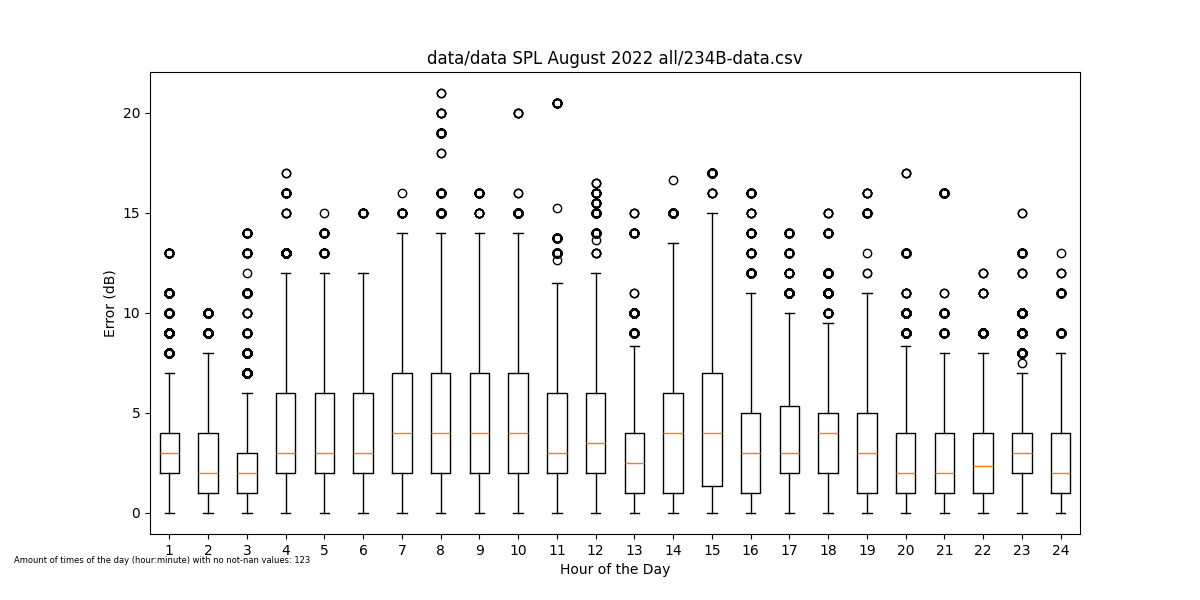 data/data SPL August 2022 all/234B-data.csv
20
15
10
5
0
Error (dB)
1 2 3 4 5 6 7 8 9 10 11 12 13 14 15 16 17 18 19 20 21 22 23 24
Amount of times of the day (hour:minute) with no not-nan values: 123
Hour of the Day